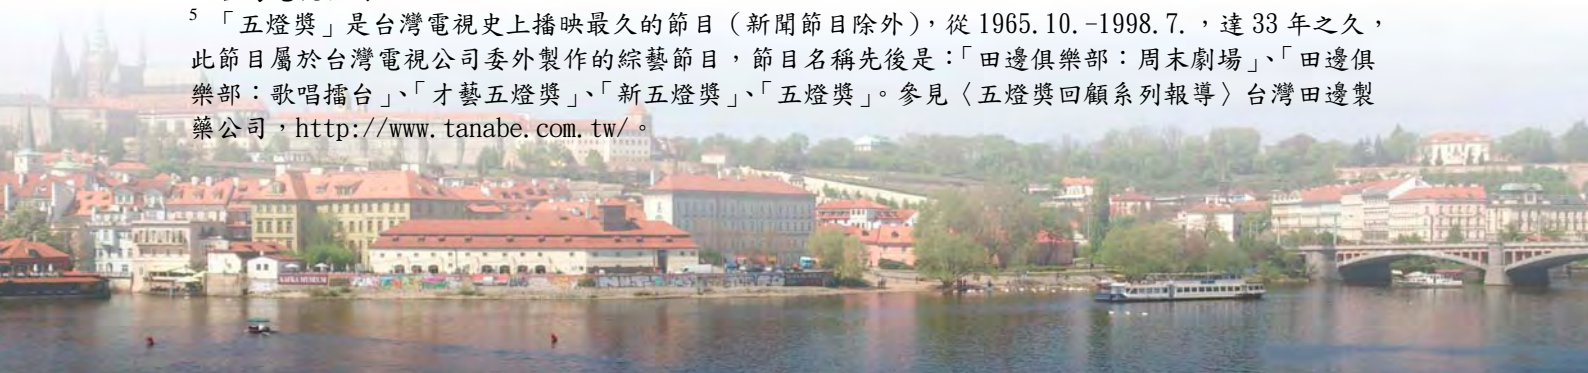 5 「五燈獎」是台灣電視史上播映最久的節目（新聞節目除外），從 1965.10.-1998.7. ，達 33 年之久，
此節目屬於台灣電視公司委外製作的綜藝節目，節目名稱先後是：「田邊俱樂部：周末劇場」、「田邊俱
樂部：歌唱擂台」、「才藝五燈獎」、「新五燈獎」、「五燈獎」。參見〈五燈獎回顧系列報導〉台灣田邊製
藥公司，http://www.tanabe.com.tw/。
KAFKA MUSEUM